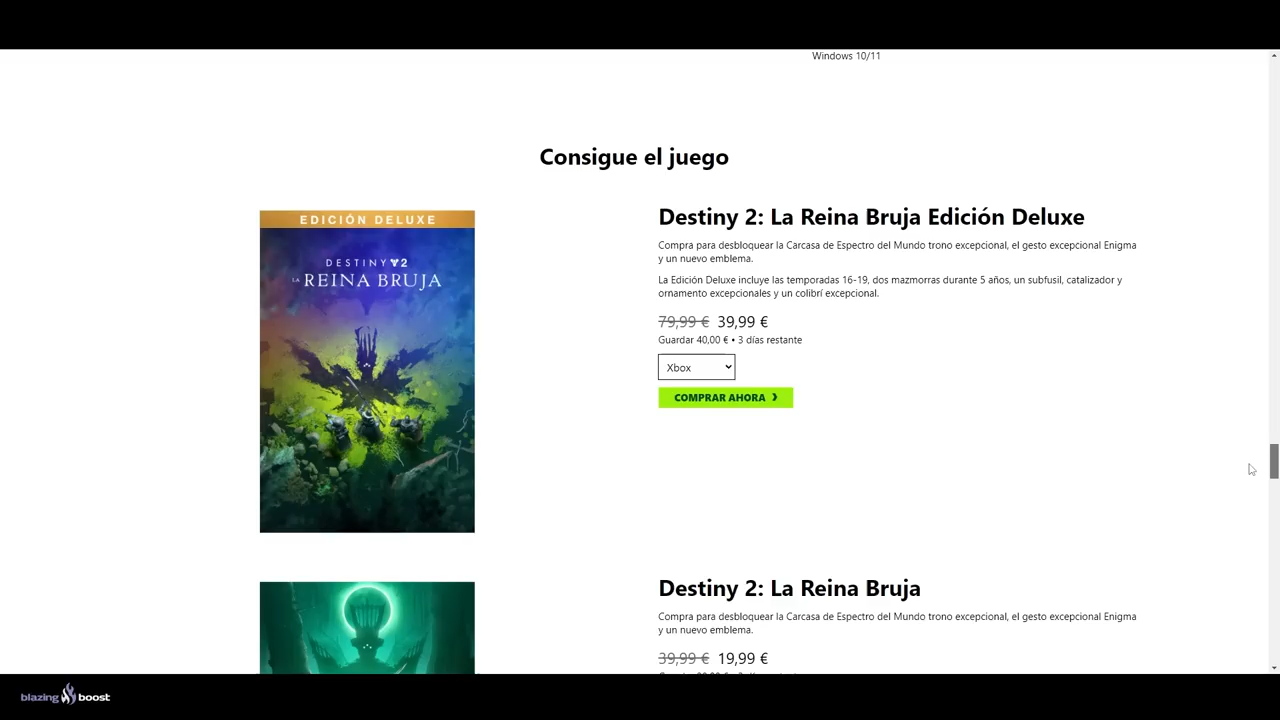 Windows 10/11
Consigue el juego
EDICIÓN DELUXE
DESTINY 2
LA REINA BRUJA
Destiny 2: La Reina Bruja Edición Deluxe
Compra para desbloquear la Carcasa de Espectro del Mundo trono excepcional, el gesto excepcional Enigma
y un nuevo emblema.
La Edición Deluxe incluye las temporadas 16-19, dos mazmorras durante 5 años, un subfusil, catalizador y
ornamento excepcionales y un colibrí excepcional.
79,99 € 39,99 €
Guardar 40,00 € • 3 días restante
Xbox
COMPRAR AHORA
Destiny 2: La Reina Bruja
Compra para desbloquear la Carcasa de Espectro del Mundo trono excepcional, el gesto excepcional Enigma
y un nuevo emblema.
39,99 € 19,99 €
blazing boost